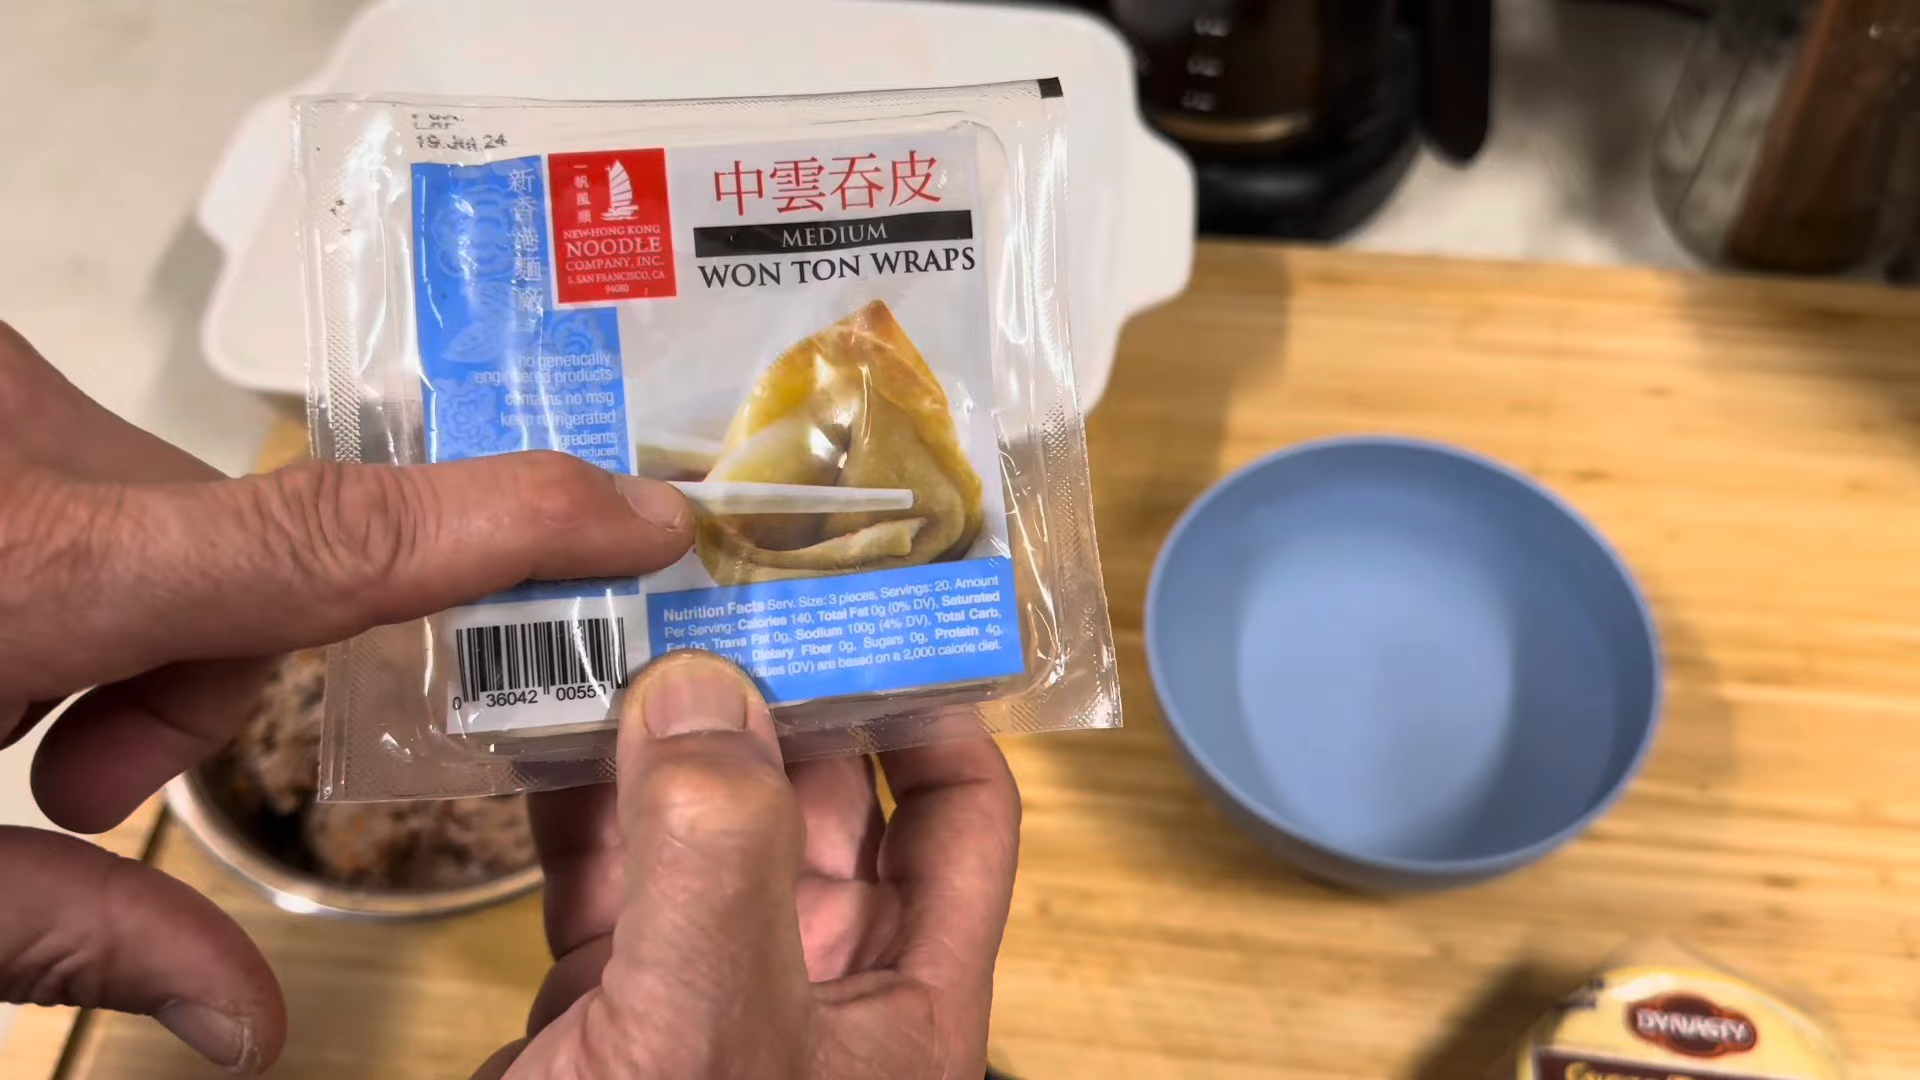 19.Jul.24
新香港麵廠
一帆風順
NEW HONG KONG
NOODLE
COMPANY, INC.
S. SAN FRANCISCO, CA
94080
中雲吞皮
MEDIUM
WON TON WRAPS
no genetically
engineered products
contains no msg
keep refrigerated
reduced
Nutrition Facts Serv. Size: 3 pieces, Servings: 20. Amount
Per Serving: Calories 140, Total Fat 0g (0% DV), Saturated
Fat 0g, Trans Fat 0g, Sodium 100g (4% DV), Total Carb,
DV), Dietary Fiber 0g, Sugars 0g, Protein 4g,
Values (DV) are based on a 2,000 calorie diet.
0 36042 00550
DYNASTY